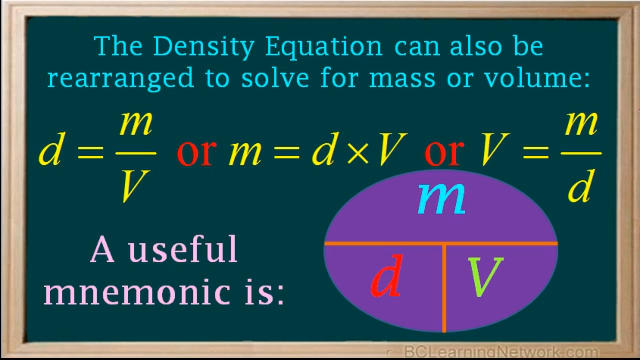 The Density Equation can also be
rearranged to solve for mass or volume:
d = m/V or m = d × V or V = m/d
A useful
mnemonic is:
m
d V
BCLearningNetwork.com